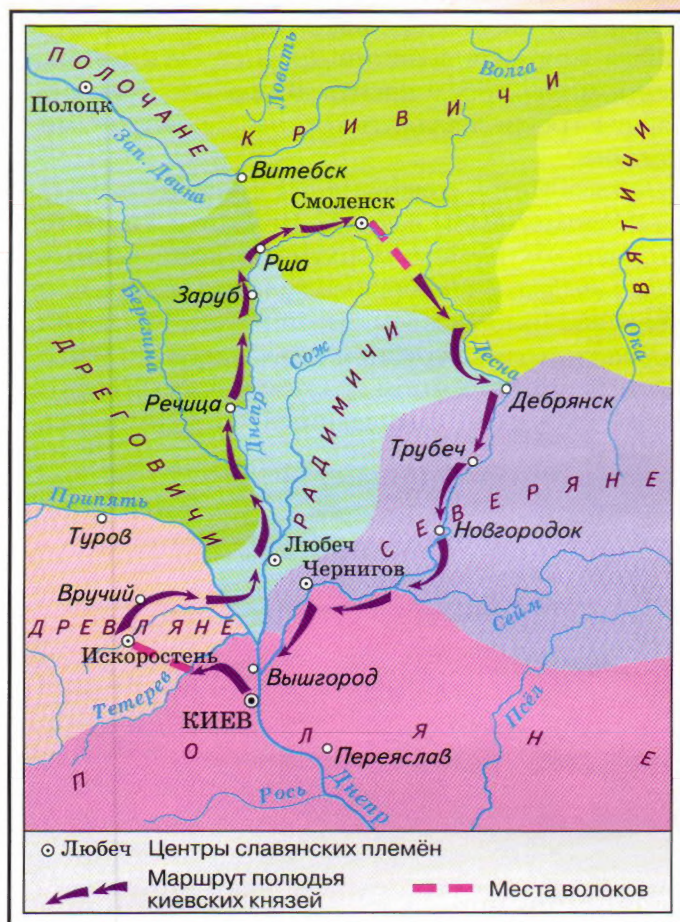 ПОЛОЧАНЕ
Полоцк
Ловать
Волга
КРИВИЧИ
Зап. Двина
Витебск
Смоленск
ВЯТИЧИ
Рша
Заруб
Березина
Сож
Десна
Ока
ДРЕГОВИЧИ
Речица
Днепр
РАДИМИЧИ
Дебрянск
Трубеч
СЕВЕРЯНЕ
Припять
Туров
Новгородок
Любеч
Чернигов
Вручий
Сейм
ДРЕВЛЯНЕ
Искоростень
Вышгород
Тетерев
КИЕВ
Псёл
ПОЛЯНЕ
Переяслав
Рось
Днепр
Любеч Центры славянских племён
Маршрут полюдья
киевских князей
Места волоков